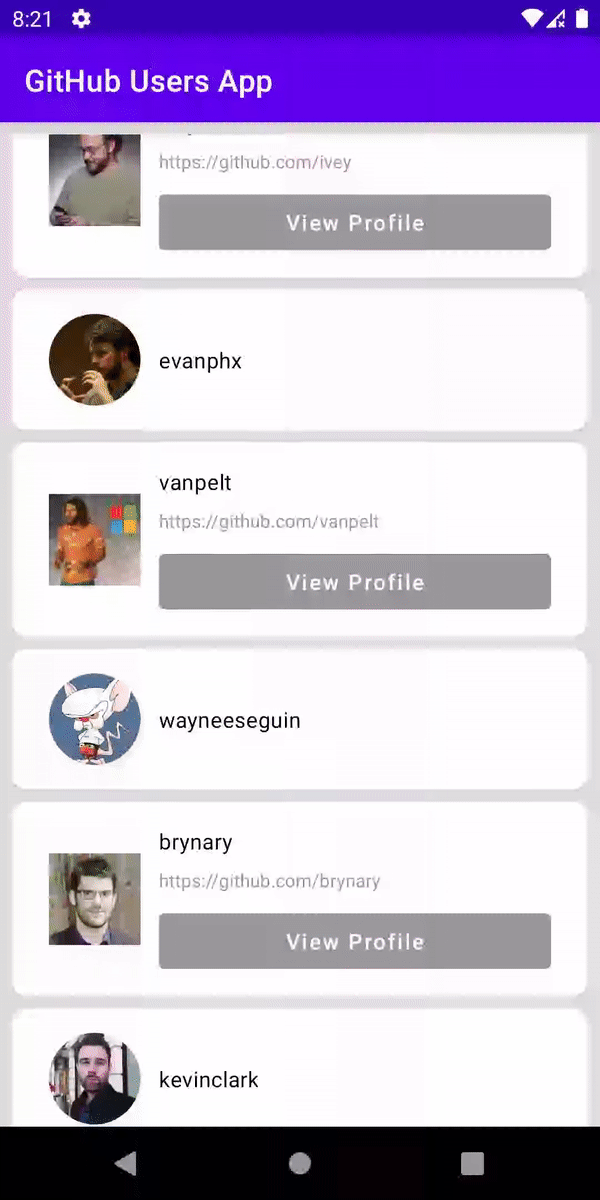 8:21
GitHub Users App
https://github.com/ivey
View Profile
evanphx
vanpelt
https://github.com/vanpelt
View Profile
wayneeseguin
brynary
https://github.com/brynary
View Profile
kevinclark